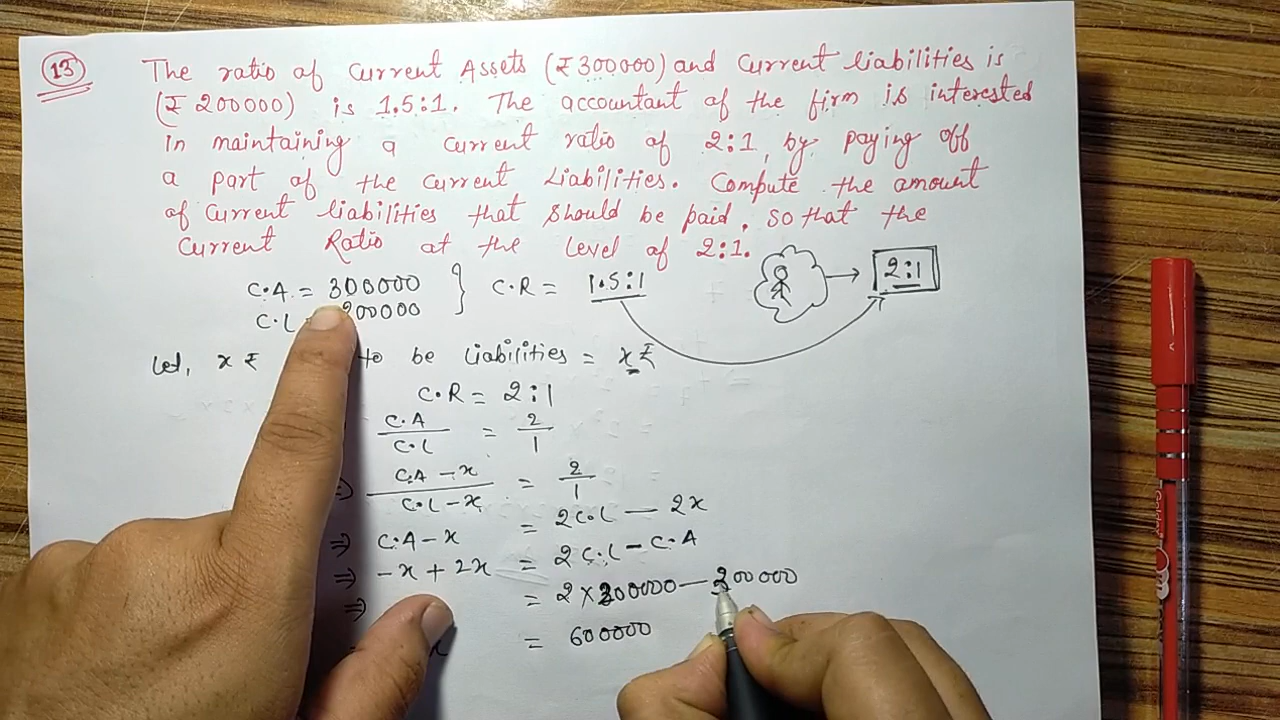 13
The ratio of Current Assets (₹ 300000) and Current liabilities is
(₹ 200000) is 1.5:1. The accountant of the firm is interested
in maintaining a current ratio of 2:1, by paying off
a part of the current Liabilities. Compute the amount
of Current liabilities that should be paid, so that the
Current Ratio at the level of 2:1.
C.A = 300000 } C.R = 1.5:1 → 2:1
C.L 200000
Let, x ₹ to be liabilities = x ₹
C.R = 2:1
C.A / C.L = 2 / 1
⇒ C.A - x / C.L - x = 2 / 1
⇒ C.A - x = 2C.L - 2x
⇒ -x + 2x = 2 C.L - C.A
⇒ = 2 × 200000 - 300000
= 600000